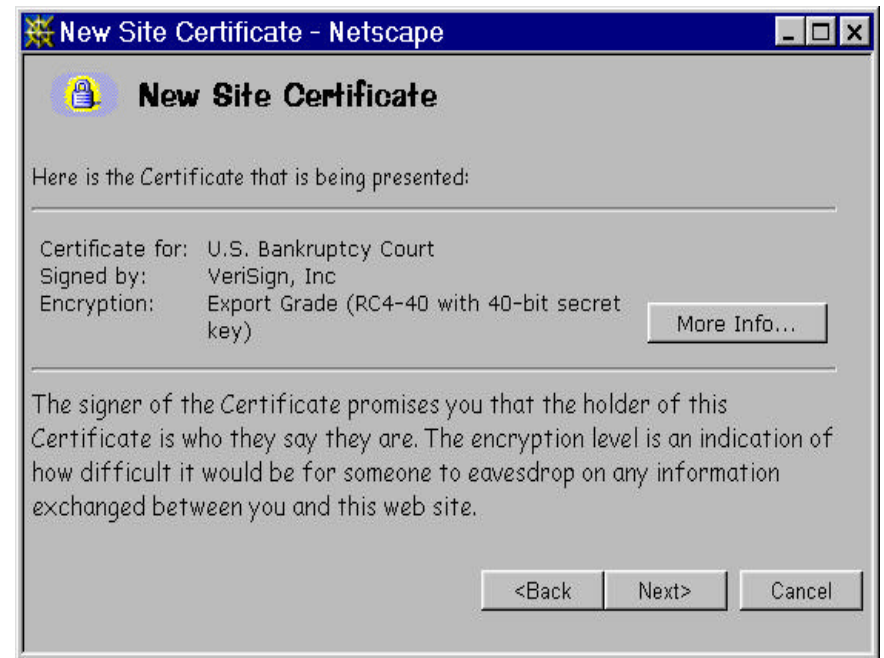 New Site Certificate - Netscape
New Site Certificate
Here is the Certificate that is being presented:
Certificate for: U.S. Bankruptcy Court
Signed by: VeriSign, Inc
Encryption: Export Grade (RC4-40 with 40-bit secret
key)
More Info...
The signer of the Certificate promises you that the holder of this
Certificate is who they say they are. The encryption level is an indication of
how difficult it would be for someone to eavesdrop on any information
exchanged between you and this web site.
<Back Next> Cancel